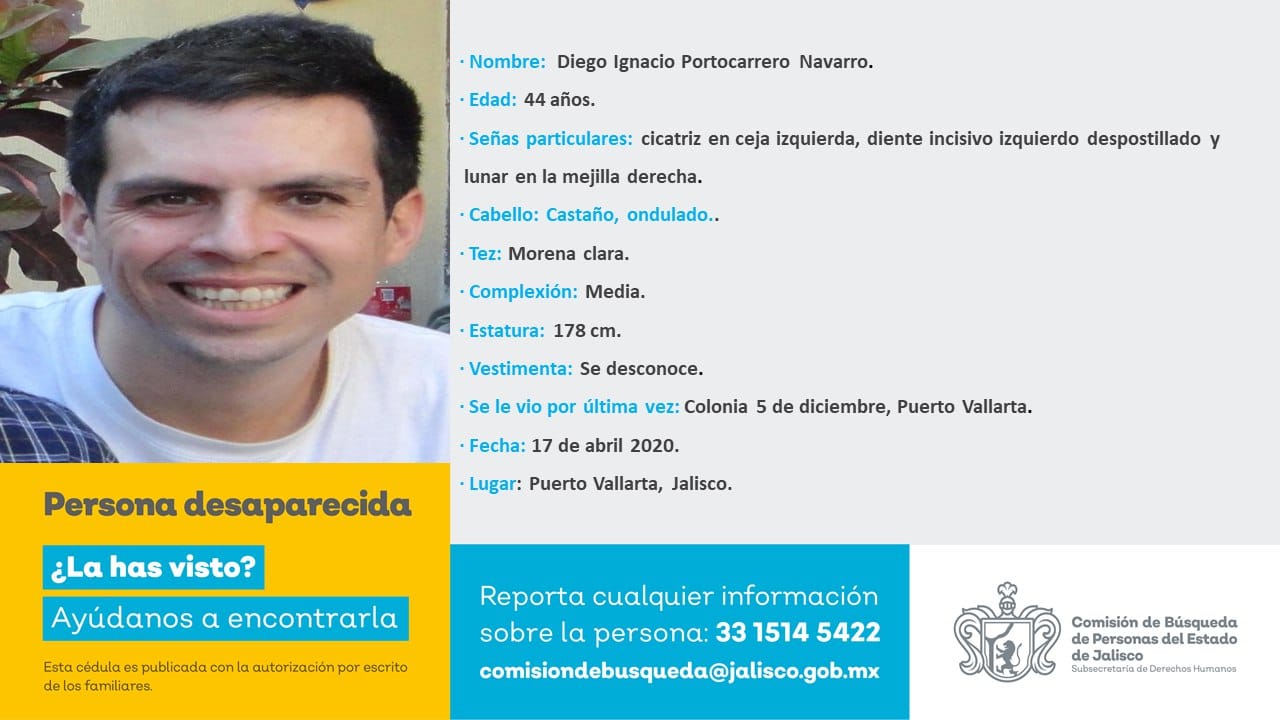 · Nombre: Diego Ignacio Portocarrero Navarro.
· Edad: 44 años.
· Señas particulares: cicatriz en ceja izquierda, diente incisivo izquierdo despostillado y
lunar en la mejilla derecha.
· Cabello: Castaño, ondulado..
· Tez: Morena clara.
· Complexión: Media.
· Estatura: 178 cm.
· Vestimenta: Se desconoce.
· Se le vio por última vez: Colonia 5 de diciembre, Puerto Vallarta.
· Fecha: 17 de abril 2020.
· Lugar: Puerto Vallarta, Jalisco.
Persona desaparecida
¿La has visto?
Ayúdanos a encontrarla
Esta cédula es publicada con la autorización por escrito
de los familiares.
Reporta cualquier información
sobre la persona: 33 1514 5422
comisiondebusqueda@jalisco.gob.mx
Comisión de Búsqueda
de Personas del Estado
de Jalisco
Subsecretaría de Derechos Humanos